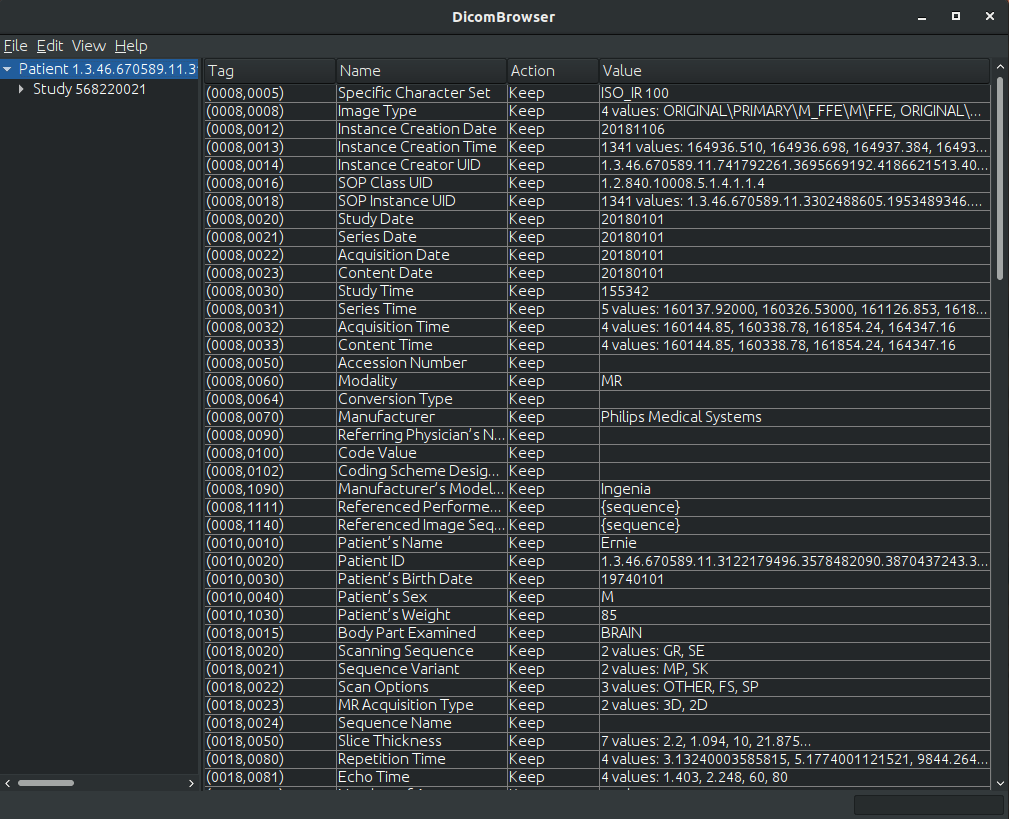 DicomBrowser
File Edit View Help
Patient 1.3.46.670589.11.3
Study 568220021
Tag Name Action Value
(0008,0005) Specific Character Set Keep ISO_IR 100
(0008,0008) Image Type Keep 4 values: ORIGINAL\PRIMARY\M_FFE\M\FFE, ORIGINAL\...
(0008,0012) Instance Creation Date Keep 20181106
(0008,0013) Instance Creation Time Keep 1341 values: 164936.510, 164936.698, 164937.384, 16493...
(0008,0014) Instance Creator UID Keep 1.3.46.670589.11.741792261.3695669192.4186621513.40...
(0008,0016) SOP Class UID Keep 1.2.840.10008.5.1.4.1.1.4
(0008,0018) SOP Instance UID Keep 1341 values: 1.3.46.670589.11.3302488605.1953489346....
(0008,0020) Study Date Keep 20180101
(0008,0021) Series Date Keep 20180101
(0008,0022) Acquisition Date Keep 20180101
(0008,0023) Content Date Keep 20180101
(0008,0030) Study Time Keep 155342
(0008,0031) Series Time Keep 5 values: 160137.92000, 160326.53000, 161126.853, 1618...
(0008,0032) Acquisition Time Keep 4 values: 160144.85, 160338.78, 161854.24, 164347.16
(0008,0033) Content Time Keep 4 values: 160144.85, 160338.78, 161854.24, 164347.16
(0008,0050) Accession Number Keep
(0008,0060) Modality Keep MR
(0008,0064) Conversion Type Keep
(0008,0070) Manufacturer Keep Philips Medical Systems
(0008,0090) Referring Physician's N... Keep
(0008,0100) Code Value Keep
(0008,0102) Coding Scheme Desig... Keep
(0008,1090) Manufacturer's Model... Keep Ingenia
(0008,1111) Referenced Performe... Keep {sequence}
(0008,1140) Referenced Image Seq... Keep {sequence}
(0010,0010) Patient's Name Keep Ernie
(0010,0020) Patient ID Keep 1.3.46.670589.11.3122179496.3578482090.3870437243.3...
(0010,0030) Patient's Birth Date Keep 19740101
(0010,0040) Patient's Sex Keep M
(0010,1030) Patient's Weight Keep 85
(0018,0015) Body Part Examined Keep BRAIN
(0018,0020) Scanning Sequence Keep 2 values: GR, SE
(0018,0021) Sequence Variant Keep 2 values: MP, SK
(0018,0022) Scan Options Keep 3 values: OTHER, FS, SP
(0018,0023) MR Acquisition Type Keep 2 values: 3D, 2D
(0018,0024) Sequence Name Keep
(0018,0050) Slice Thickness Keep 7 values: 2.2, 1.094, 10, 21.875...
(0018,0080) Repetition Time Keep 4 values: 3.13240003585815, 5.1774001121521, 9844.264...
(0018,0081) Echo Time Keep 4 values: 1.403, 2.248, 60, 80